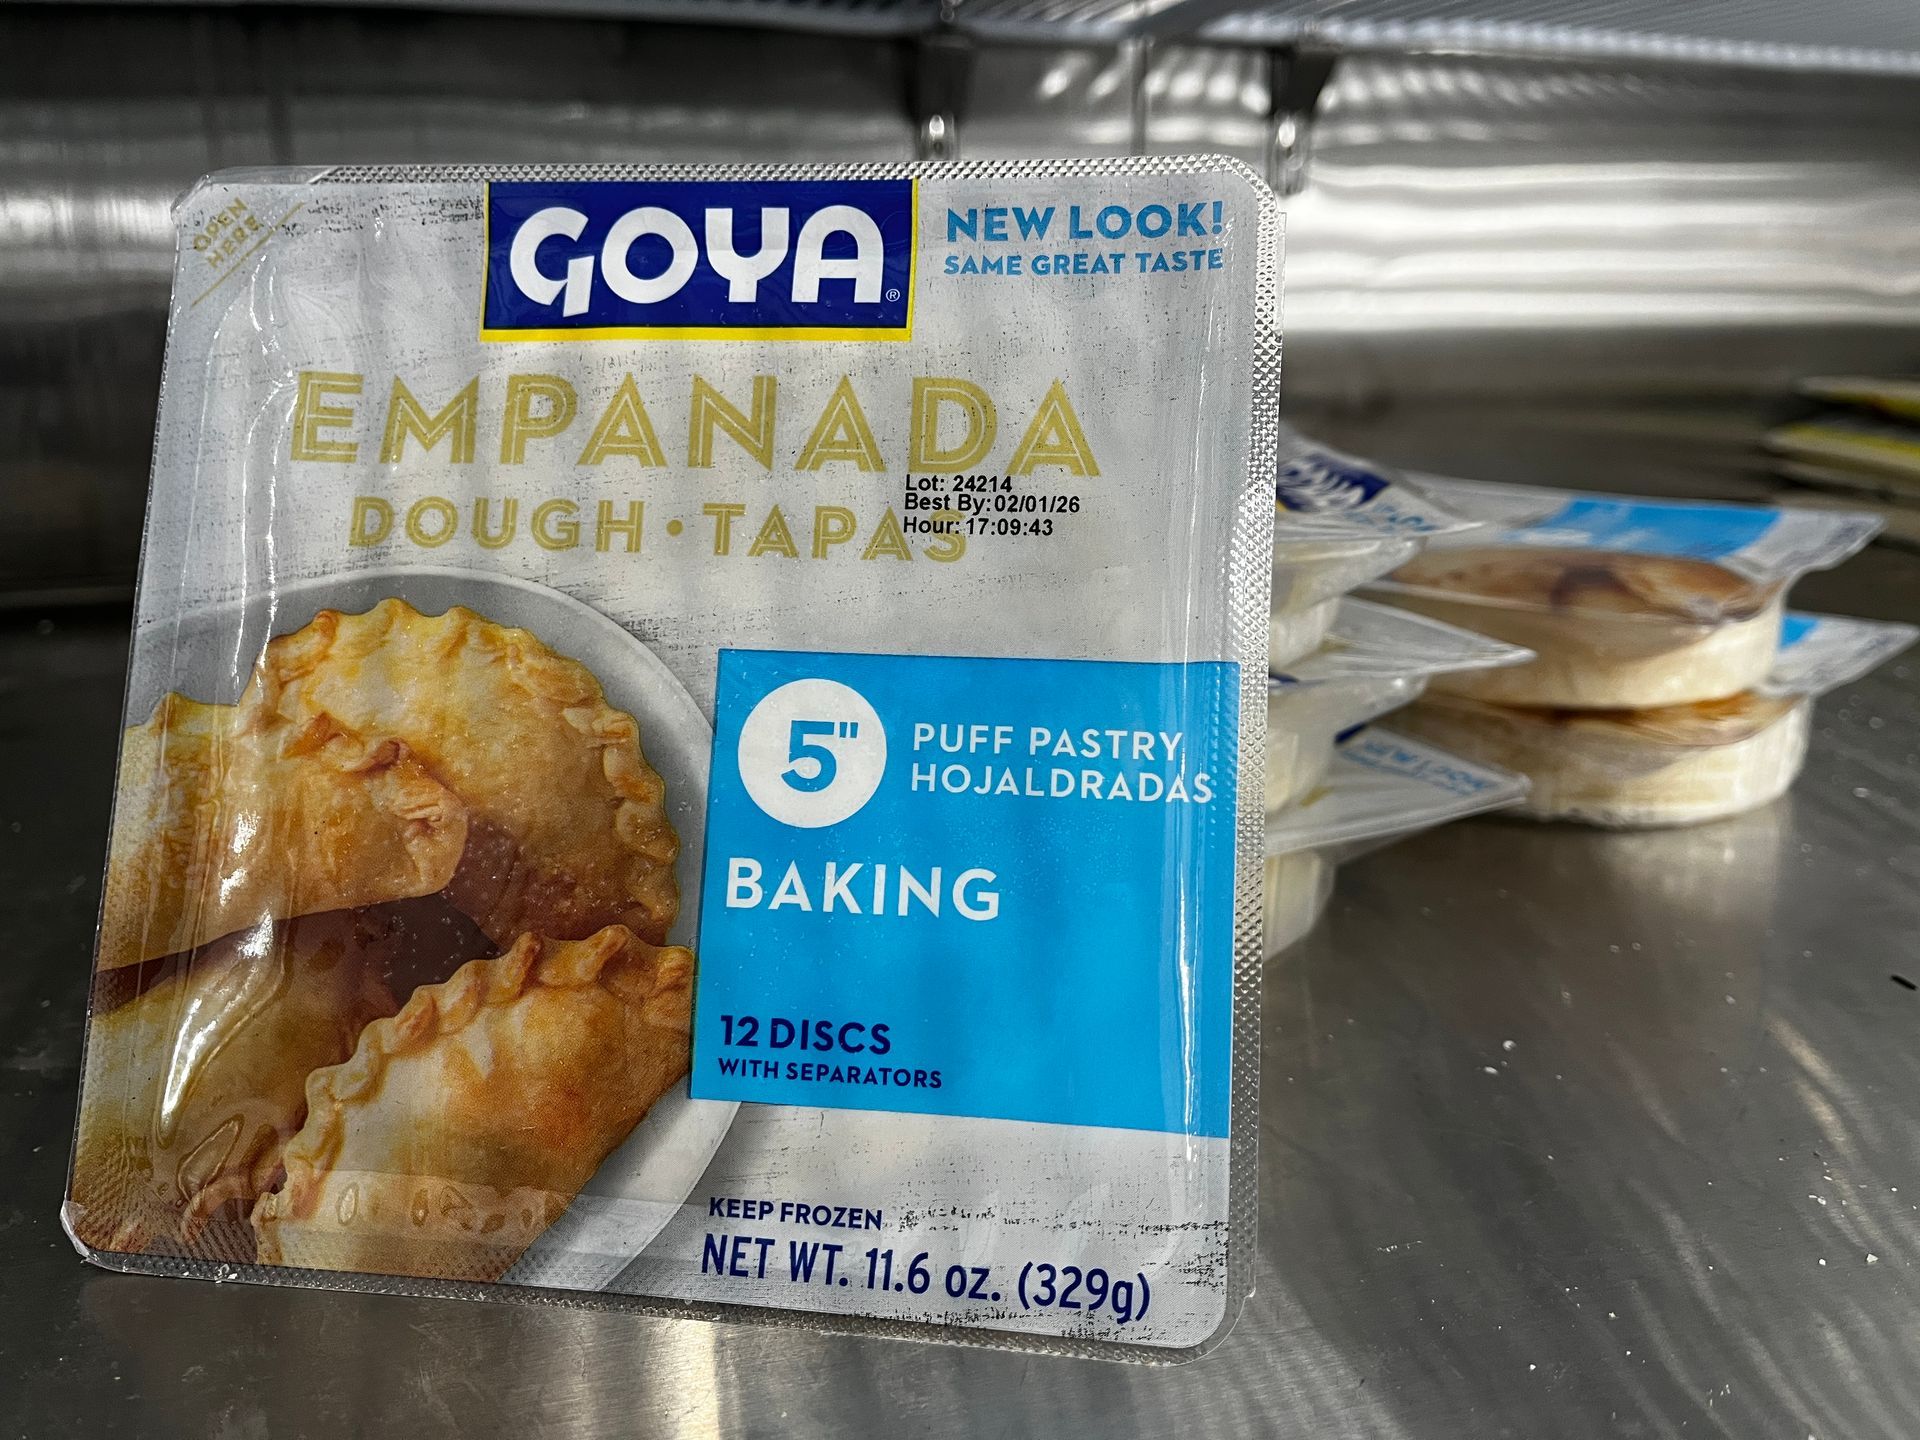 OPEN
HERE
GOYA®
NEW LOOK!
SAME GREAT TASTE
EMPANADA
DOUGH • TAPAS
Lot: 24214
Best By: 02/01/26
Hour: 17:09:43
5"
PUFF PASTRY
HOJALDRADAS
BAKING
12 DISCS
WITH SEPARATORS
KEEP FROZEN
NET WT. 11.6 oz. (329g)
NEW LOOK!